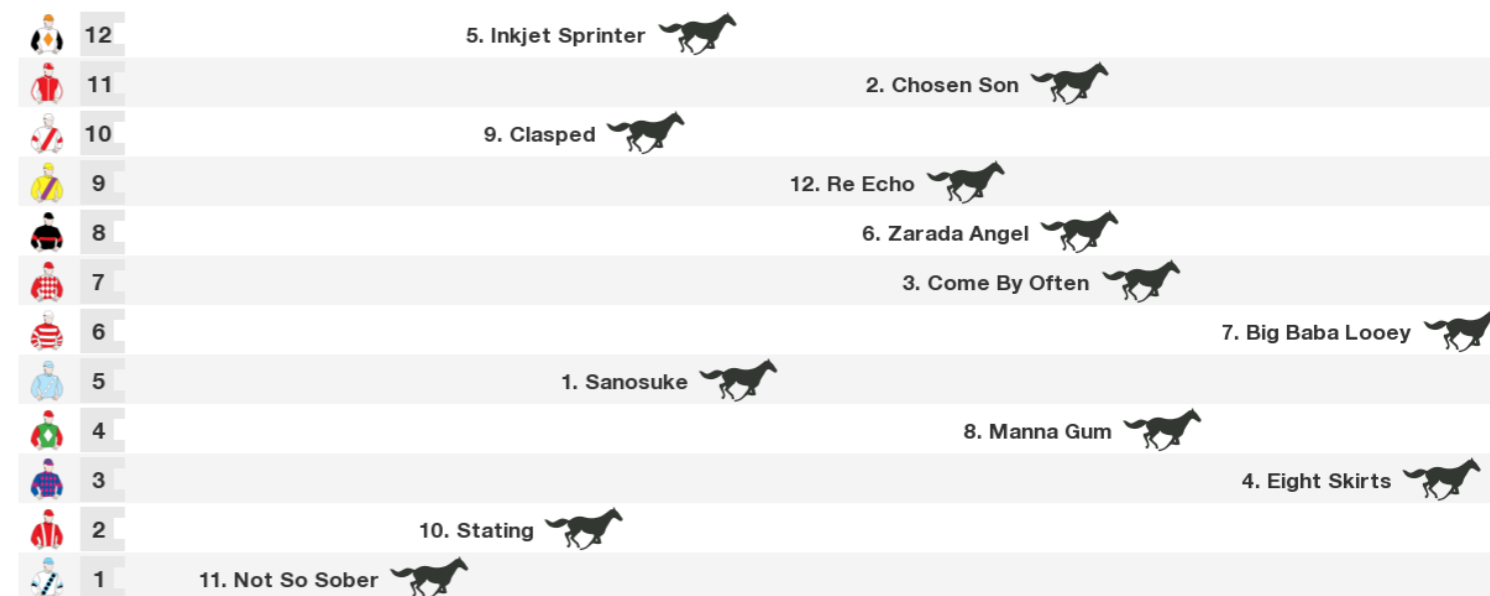 12 5. Inkjet Sprinter
11 2. Chosen Son
10 9. Clasped
9 12. Re Echo
8 6. Zarada Angel
7 3. Come By Often
6 7. Big Baba Looey
5 1. Sanosuke
4 8. Manna Gum
3 4. Eight Skirts
2 10. Stating
1 11. Not So Sober